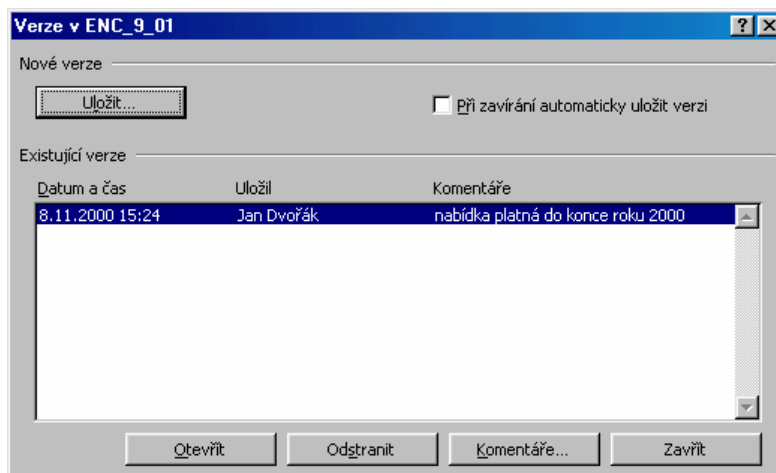 Verze v ENC_9_01
Nové verze
Uložit...
Při zavírání automaticky uložit verzi
Existující verze
Datum a čas Uložil Komentáře
8.11.2000 15:24 Jan Dvořák nabídka platná do konce roku 2000
Otevřít Odstranit Komentáře... Zavřít